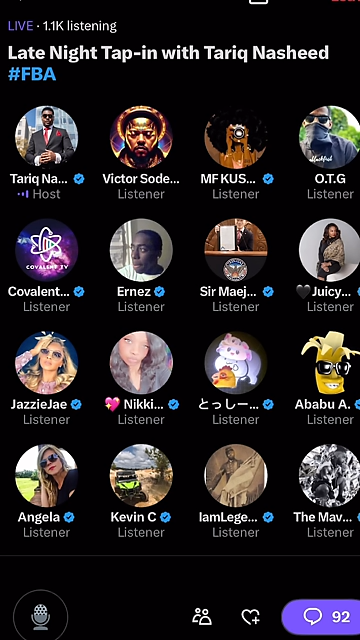 LIVE · 1.1K listening
Late Night Tap-in with Tariq Nasheed
#FBA
Tariq Na... Victor Sode... MF KUS... O.T.G
Host Listener Listener Listener
COVALENT TV
Covalent... Ernez Sir Maej... 🖤Juicy...
Listener Listener Listener Listener
JazzieJae 💖 Nikki... とっしー... Ababu A.
Listener Listener Listener Listener
Angela Kevin C IamLege... The Mav...
Listener Listener Listener Listener
92